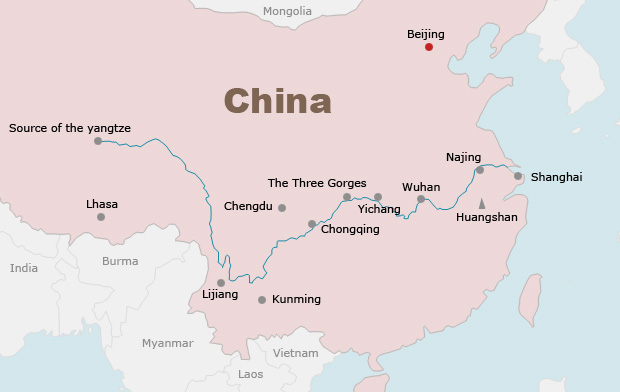 Mongolia
Beijing
China
Source of the yangtze
Najing
Shanghai
The Three Gorges
Wuhan
Lhasa
Chengdu
Yichang
Huangshan
Chongqing
Burma
India
Lijiang
Kunming
Myanmar
Vietnam
Laos